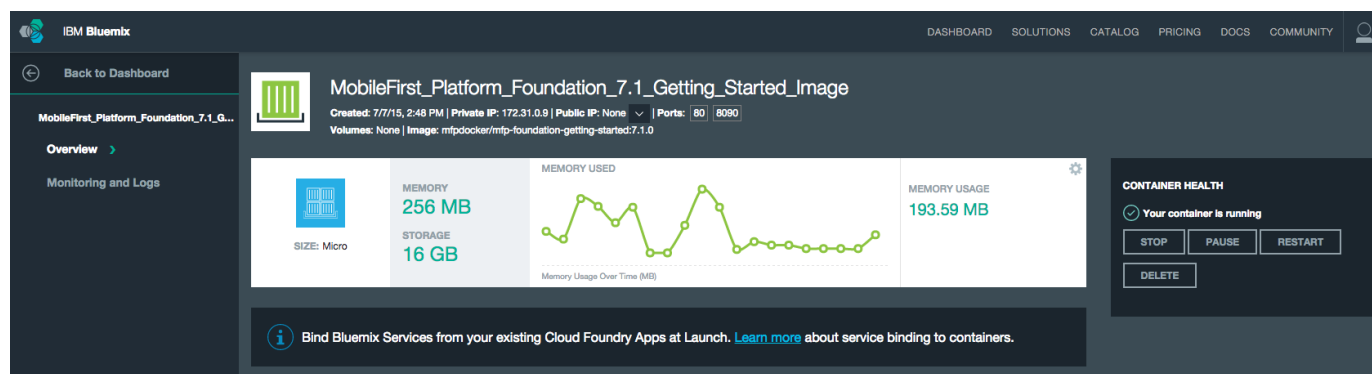 IBM Bluemix
DASHBOARD SOLUTIONS CATALOG PRICING DOCS COMMUNITY
Back to Dashboard
MobileFirst_Platform_Foundation_7.1_G...
Overview
Monitoring and Logs
MobileFirst_Platform_Foundation_7.1_Getting_Started_Image
Created: 7/7/15, 2:48 PM | Private IP: 172.31.0.9 | Public IP: None | Ports: 80 8090
Volumes: None | Image: mfpdocker/mfp-foundation-getting-started:7.1.0
SIZE: Micro
MEMORY
256 MB
STORAGE
16 GB
MEMORY USED
Memory Usage Over Time (MB)
MEMORY USAGE
193.59 MB
CONTAINER HEALTH
Your container is running
STOP PAUSE RESTART
DELETE
Bind Bluemix Services from your existing Cloud Foundry Apps at Launch. Learn more about service binding to containers.